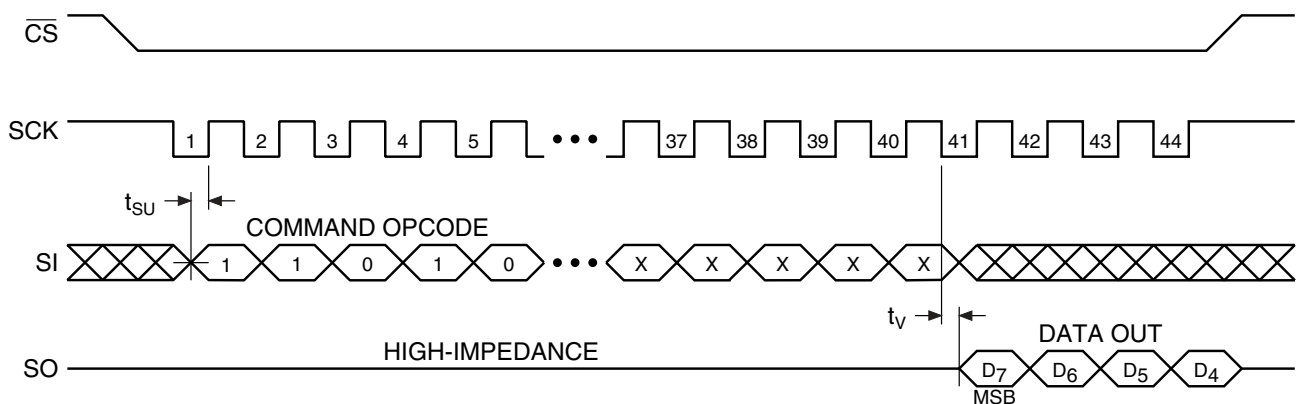 CS
SCK 1 2 3 4 5 ••• 37 38 39 40 41 42 43 44
tSU
COMMAND OPCODE
SI 1 1 0 1 0 ••• X X X X X
tV
HIGH-IMPEDANCE DATA OUT
SO D7 D6 D5 D4
MSB